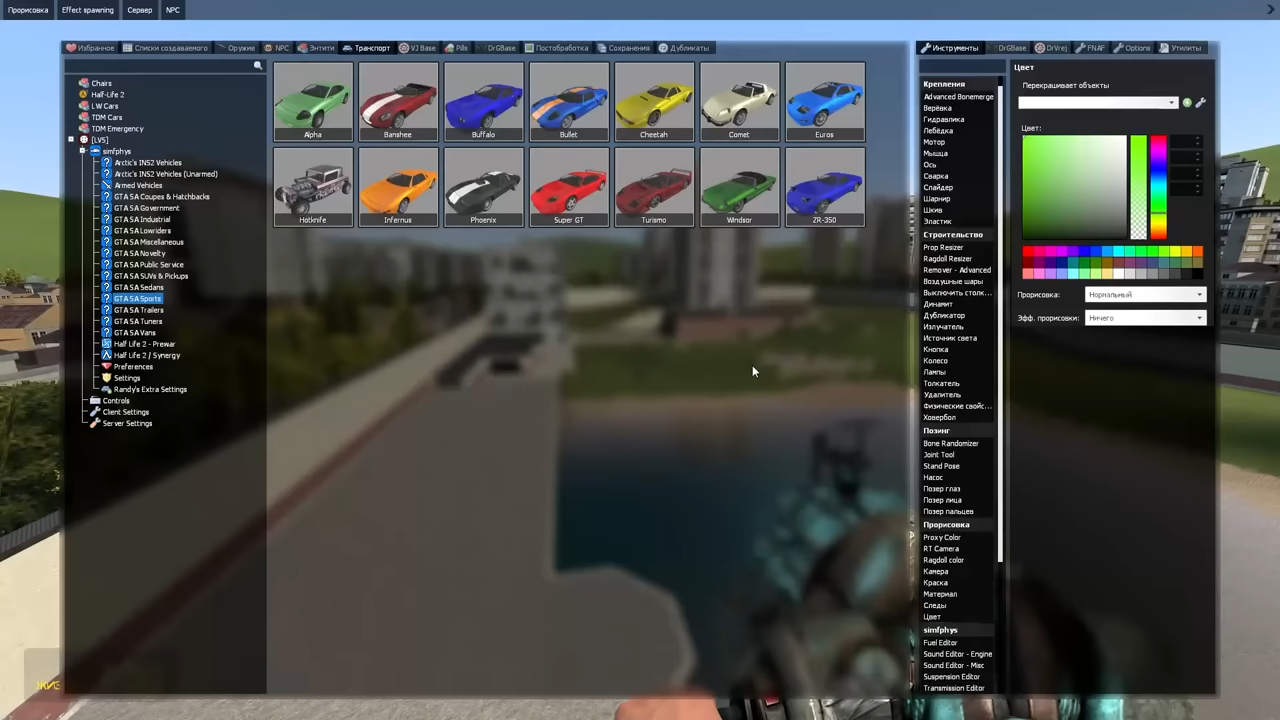 Прорисовка Effect spawning Сервер NPC
Избранное Списки создаваемого Оружие NPC Энтити Транспорт VJ Base Pills DrGBase Постобработка Сохранения Дубликаты
Chairs
Half-Life 2
LW Cars
TDM Cars
TDM Emergency
[LVS]
simfphys
Arctic's INS2 Vehicles
Arctic's INS2 Vehicles (Unarmed)
Armed Vehicles
GTA SA Coupes & Hatchbacks
GTA SA Government
GTA SA Industrial
GTA SA Lowriders
GTA SA Miscellaneous
GTA SA Novelty
GTA SA Public Service
GTA SA SUVs & Pickups
GTA SA Sedans
GTA SA Sports
GTA SA Trailers
GTA SA Tuners
GTA SA Vans
Half Life 2 - Prewar
Half Life 2 / Synergy
Preferences
Settings
Randy's Extra Settings
Controls
Client Settings
Server Settings
Alpha Banshee Buffalo Bullet Cheetah Comet Euros
Hotknife Infernus Phoenix Super GT Turismo Windsor ZR-350
Инструменты DrGBase DrVrej FNAF Options Утилиты
Крепления
Advanced Bonemerge
Верёвка
Гидравлика
Лебёдка
Мотор
Мышца
Ось
Сварка
Слайдер
Шарнир
Шкив
Эластик
Строительство
Prop Resizer
Ragdoll Resizer
Remover - Advanced
Воздушные шары
Выключить столк...
Динамит
Дубликатор
Излучатель
Источник света
Кнопка
Колесо
Лампы
Толкатель
Удалитель
Физические свойс...
Ховербол
Позинг
Bone Randomizer
Joint Tool
Stand Pose
Насос
Позер глаз
Позер лица
Позер пальцев
Прорисовка
Proxy Color
RT Camera
Ragdoll color
Камера
Краска
Материал
Следы
Цвет
simfphys
Fuel Editor
Sound Editor - Engine
Sound Editor - Misc
Suspension Editor
Transmission Editor
Цвет
Перекрашивает объекты
Цвет:
Прорисовка: Нормальный
Эфф. прорисовки: Ничего